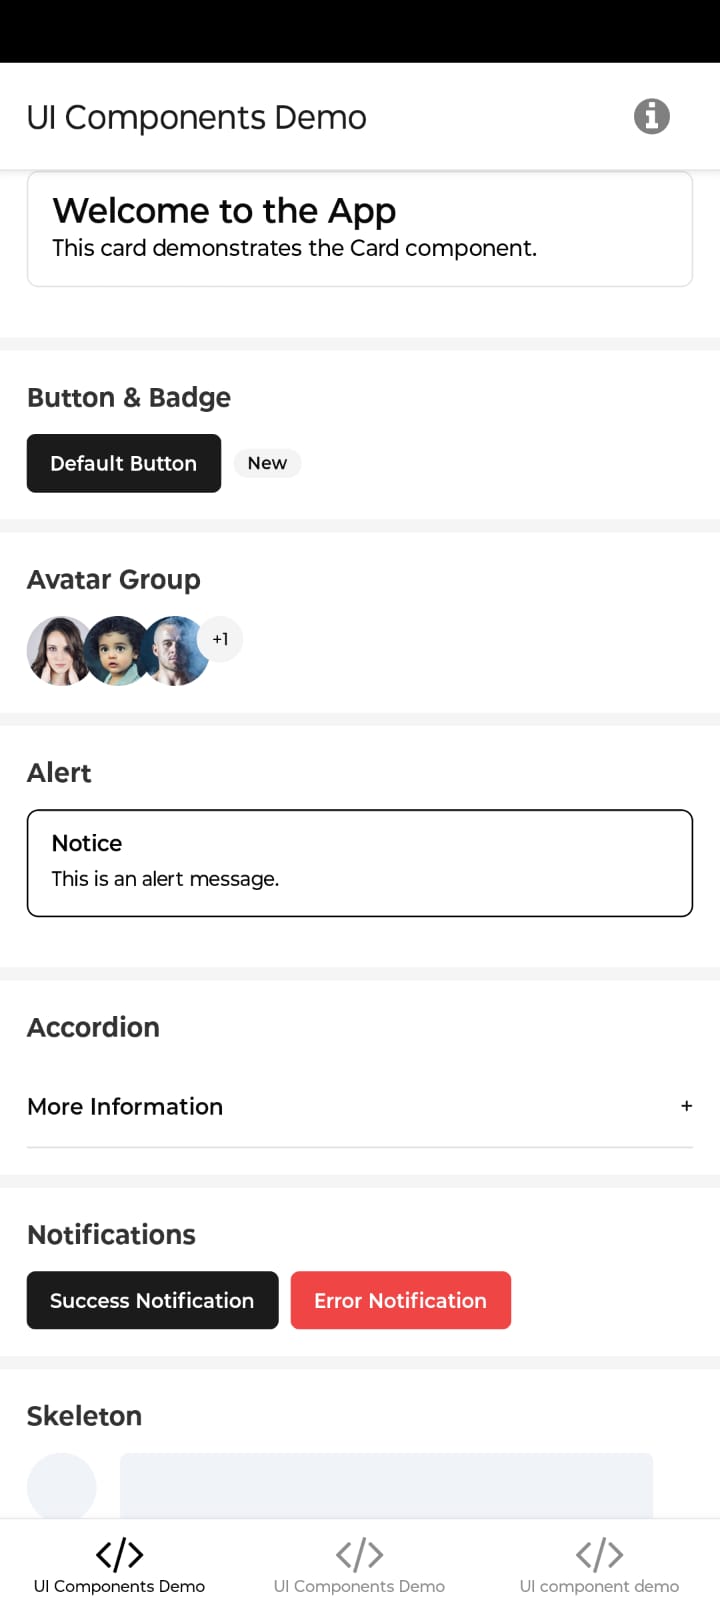 UI Components Demo
Welcome to the App
This card demonstrates the Card component.
Button & Badge
Default Button
New
Avatar Group
+1
Alert
Notice
This is an alert message.
Accordion
More Information
+
Notifications
Success Notification
Error Notification
Skeleton
UI Components Demo
UI Components Demo
UI component demo